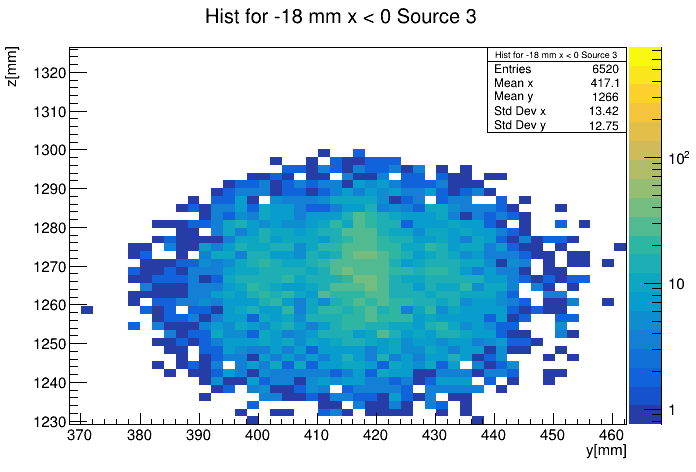 Hist for -18 mm x < 0 Source 3
z[mm]
Hist for -18 mm x < 0 Source 3
Entries 6520
Mean x 417.1
Mean y 1266
Std Dev x 13.42
Std Dev y 12.75
1320
1310
1300
1290
1280
1270
1260
1250
1240
1230
10²
10
1
370 380 390 400 410 420 430 440 450 460
y[mm]